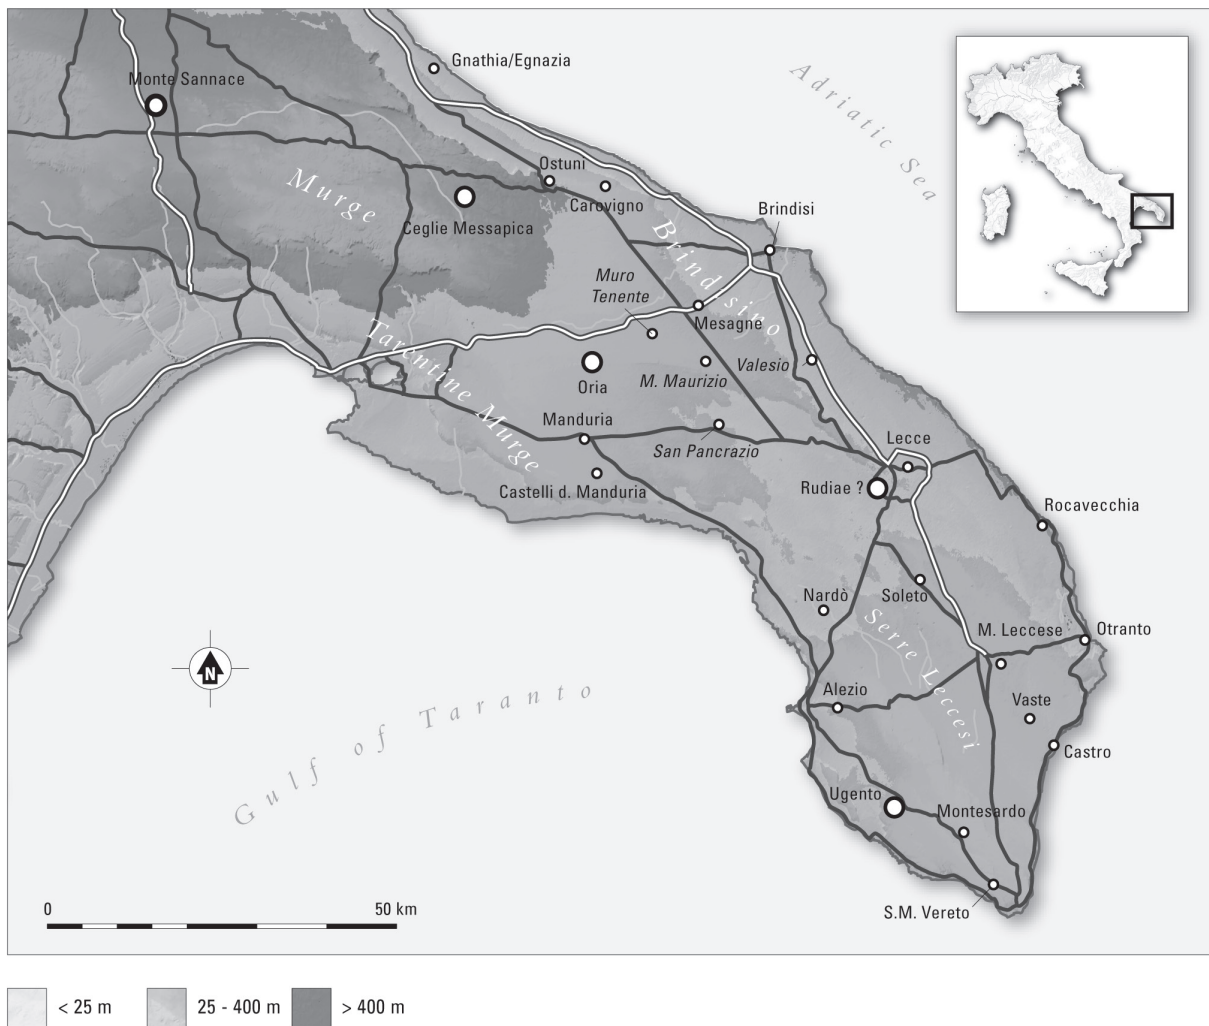 Gnathia/Egnazia
Adriatic Sea
Monte Sannace
Ostuni
Murge
Carovigno
Ceglie Messapica
Brindisi
Brindisino
Muro
Tenente
Mesagne
Tarentine Murge
Valesio
Oria
M. Maurizio
Manduria
San Pancrazio
Lecce
Castelli d. Manduria
Rudiae ?
Rocavecchia
Nardò
Soleto
Serre Leccesi
M. Leccese
Otranto
N
Alezio
Vaste
Gulf of Taranto
Castro
Ugento
Montesardo
S.M. Vereto
0
50 km
< 25 m
25 - 400 m
> 400 m